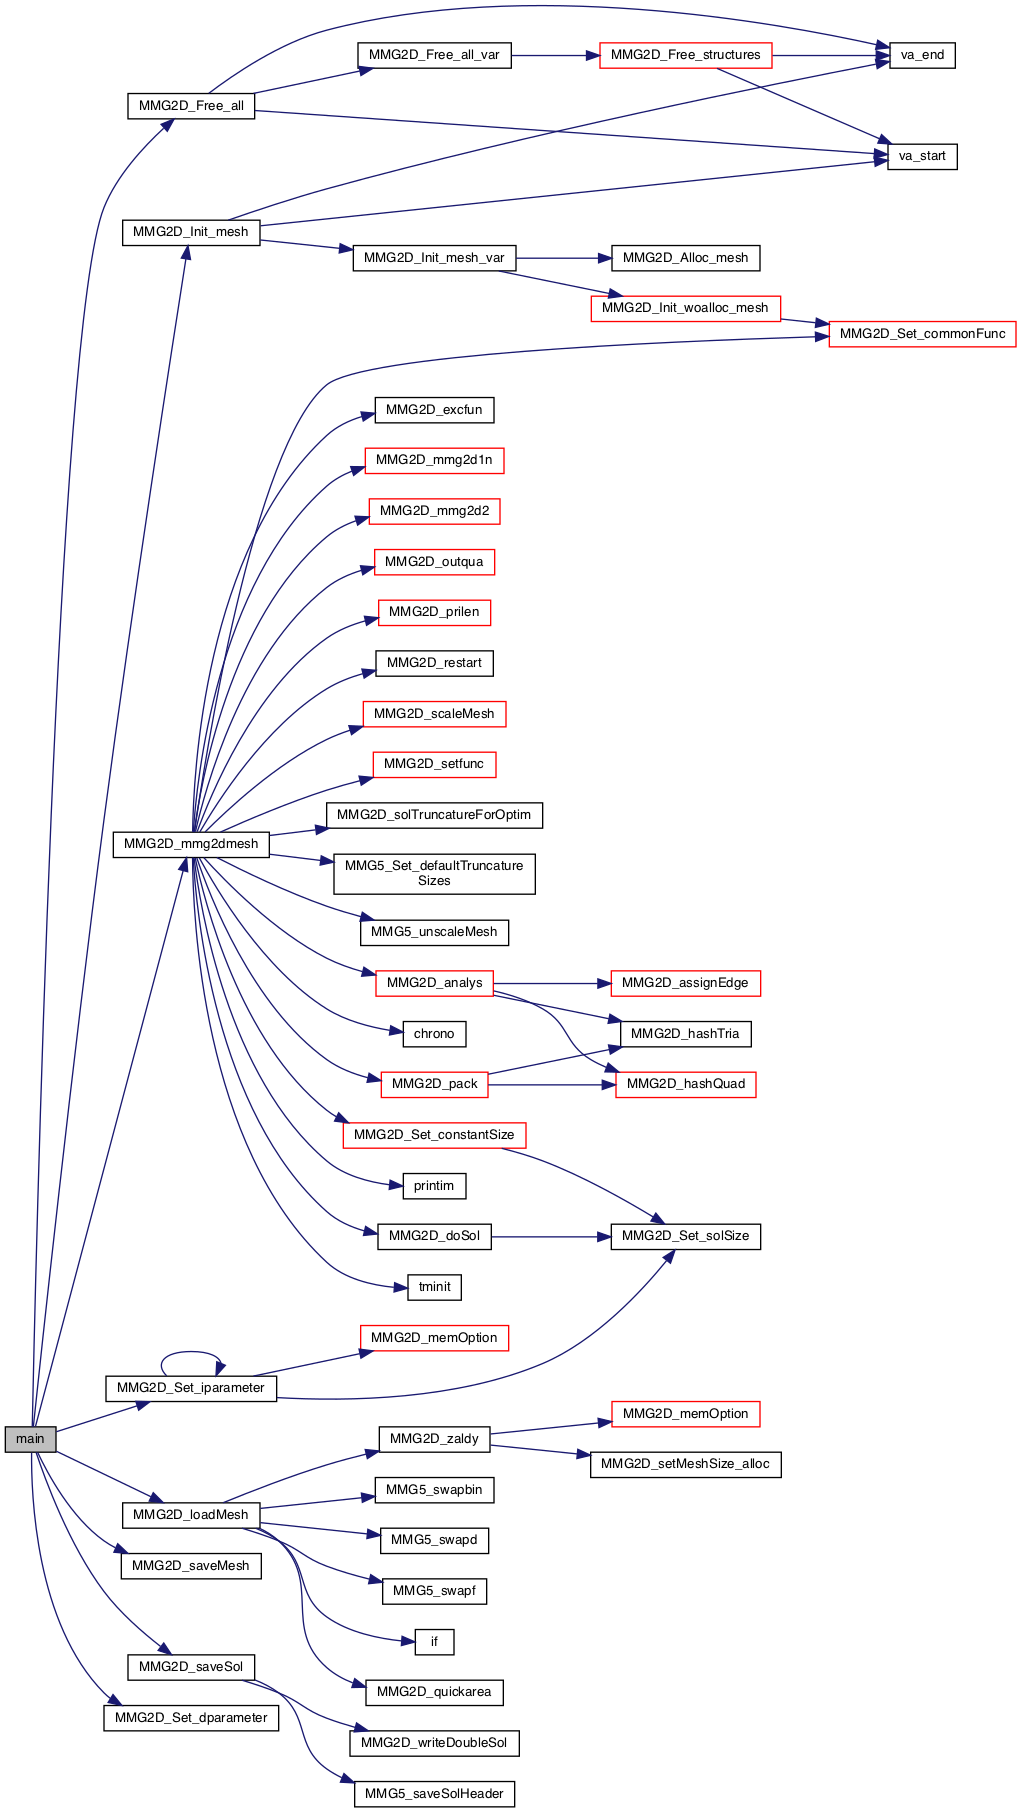 MMG2D_Free_all_var
MMG2D_Free_structures
va_end
MMG2D_Free_all
va_start
MMG2D_Init_mesh
MMG2D_Init_mesh_var
MMG2D_Alloc_mesh
MMG2D_Init_woalloc_mesh
MMG2D_Set_commonFunc
MMG2D_excfun
MMG2D_mmg2d1n
MMG2D_mmg2d2
MMG2D_outqua
MMG2D_prilen
MMG2D_restart
MMG2D_scaleMesh
MMG2D_setfunc
MMG2D_solTruncatureForOptim
MMG2D_mmg2dmesh
MMG5_Set_defaultTruncature
Sizes
MMG5_unscaleMesh
MMG2D_analys
MMG2D_assignEdge
chrono
MMG2D_hashTria
MMG2D_pack
MMG2D_hashQuad
MMG2D_Set_constantSize
printim
MMG2D_doSol
MMG2D_Set_solSize
tminit
MMG2D_memOption
MMG2D_Set_iparameter
MMG2D_memOption
main
MMG2D_zaldy
MMG2D_setMeshSize_alloc
MMG5_swapbin
MMG2D_loadMesh
MMG5_swapd
MMG2D_saveMesh
MMG5_swapf
if
MMG2D_saveSol
MMG2D_quickarea
MMG2D_Set_dparameter
MMG2D_writeDoubleSol
MMG5_saveSolHeader